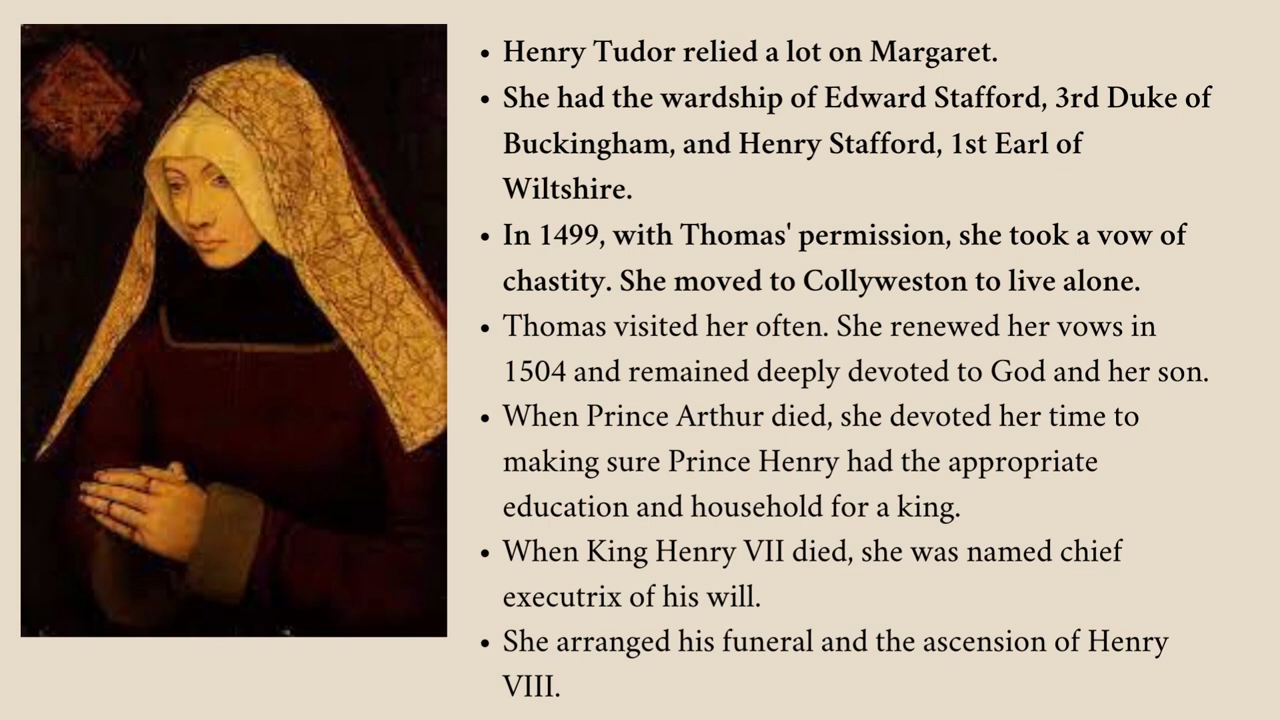 • Henry Tudor relied a lot on Margaret.
• She had the wardship of Edward Stafford, 3rd Duke of
Buckingham, and Henry Stafford, 1st Earl of
Wiltshire.
• In 1499, with Thomas' permission, she took a vow of
chastity. She moved to Collyweston to live alone.
• Thomas visited her often. She renewed her vows in
1504 and remained deeply devoted to God and her son.
• When Prince Arthur died, she devoted her time to
making sure Prince Henry had the appropriate
education and household for a king.
• When King Henry VII died, she was named chief
executrix of his will.
• She arranged his funeral and the ascension of Henry
VIII.